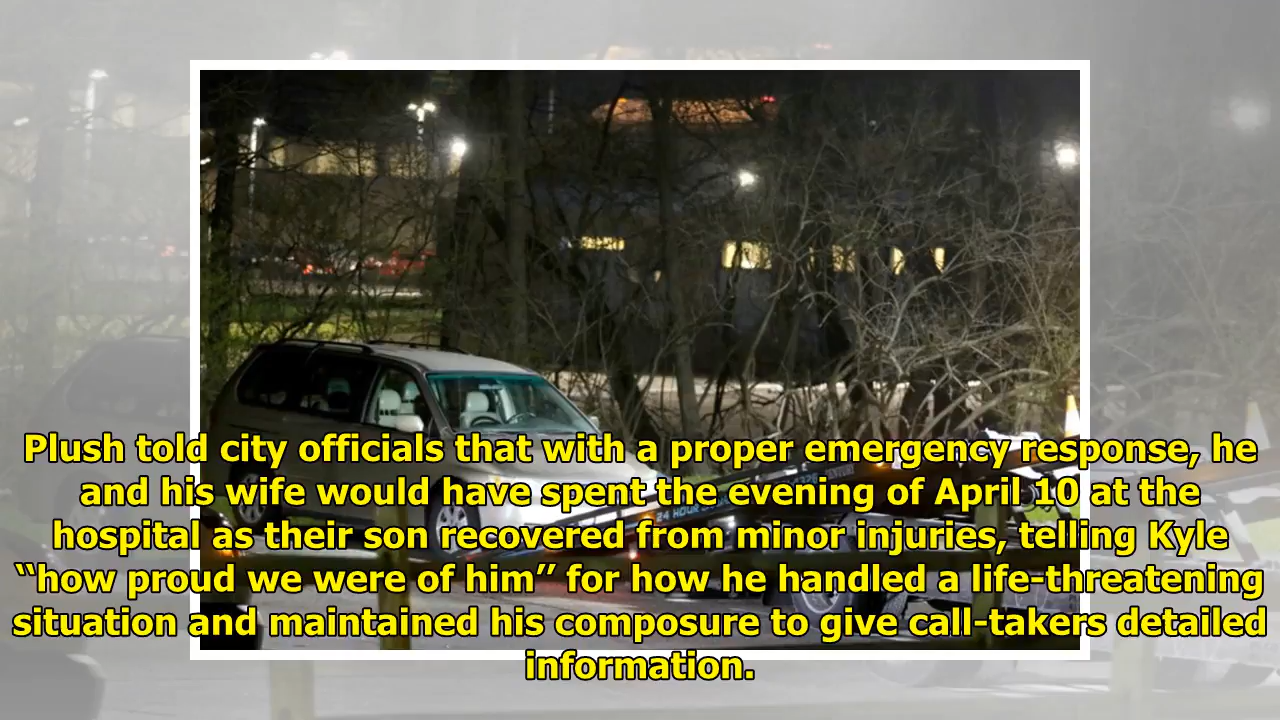 Plush told city officials that with a proper emergency response, he
and his wife would have spent the evening of April 10 at the
hospital as their son recovered from minor injuries, telling Kyle
‘‘how proud we were of him’’ for how he handled a life-threatening
situation and maintained his composure to give call-takers detailed
information.
24 HOUR